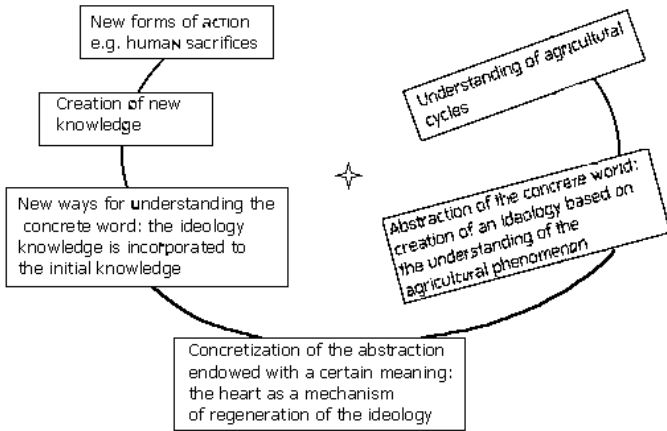 New forms of action
e.g. human sacrifices
Creation of new
knowledge
New ways for understanding the
concrete word: the ideology
knowledge is incorporated to
the initial knowledge
Concretization of the abstraction
endowed with a certain meaning:
the heart as a mechanism
of regeneration of the ideology
Abstraction of the concrete world:
creation of an ideology based on
the understanding of the
agricultural phenomenon
Understanding of agricultural
cycles